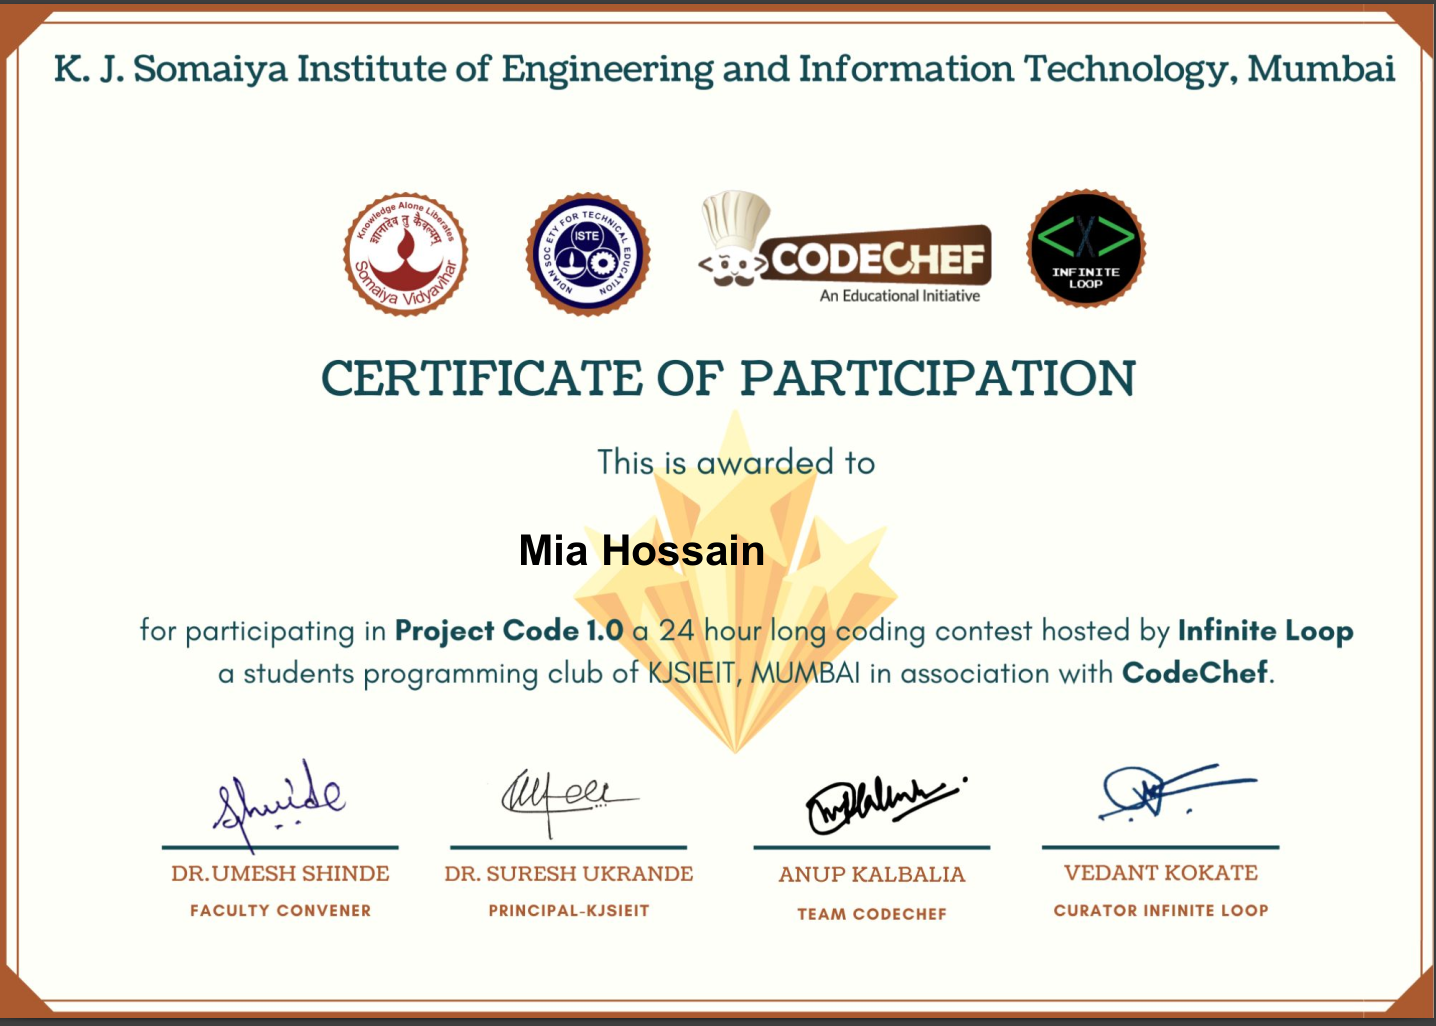 K. J. Somaiya Institute of Engineering and Information Technology, Mumbai
Knowledge Alone Liberates
ज्ञानादेव तु कैवल्यम्
Somaiya Vidyavihar
INDIAN SOCIETY FOR TECHNICAL EDUCATION
ISTE
CODECHEF
An Educational Initiative
INFINITE
LOOP
CERTIFICATE OF PARTICIPATION
This is awarded to
Mia Hossain
for participating in Project Code 1.0 a 24 hour long coding contest hosted by Infinite Loop
a students programming club of KJSIEIT, MUMBAI in association with CodeChef.
Shinde
DR.UMESH SHINDE
DR. SURESH UKRANDE
ANUP KALBALIA
VEDANT KOKATE
FACULTY CONVENER
PRINCIPAL-KJSIEIT
TEAM CODECHEF
CURATOR INFINITE LOOP